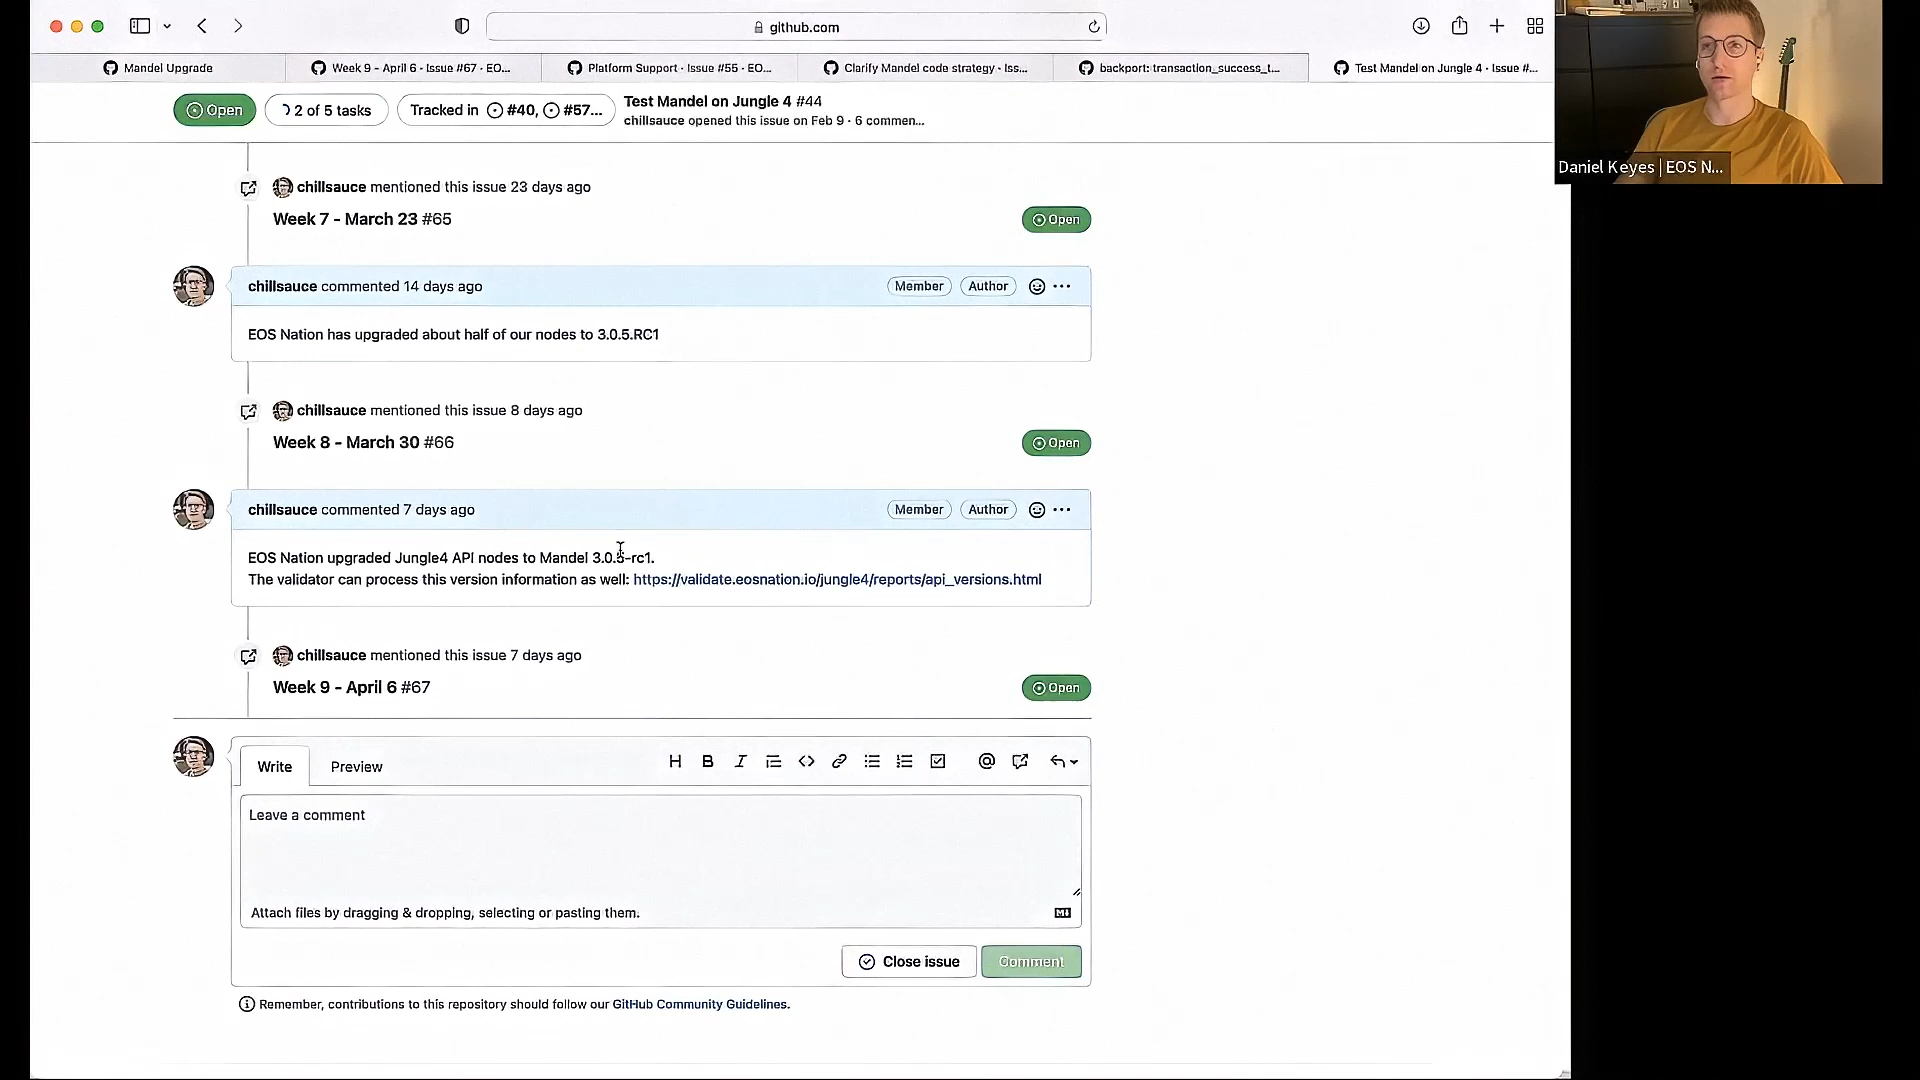 github.com
Mandel Upgrade
Week 9 - April 6 · Issue #67 · EO...
Platform Support · Issue #55 · EO...
Clarify Mandel code strategy · Iss...
backport: transaction_success_t...
Test Mandel on Jungle 4 · Issue #...
Open
2 of 5 tasks
Tracked in #40, #57...
Test Mandel on Jungle 4 #44
chillsauce opened this issue on Feb 9 · 6 commen...
Daniel Keyes | EOS N...
chillsauce mentioned this issue 23 days ago
Week 7 - March 23 #65
Open
chillsauce commented 14 days ago
Member
Author
EOS Nation has upgraded about half of our nodes to 3.0.5.RC1
chillsauce mentioned this issue 8 days ago
Week 8 - March 30 #66
Open
chillsauce commented 7 days ago
Member
Author
EOS Nation upgraded Jungle4 API nodes to Mandel 3.0.5-rc1.
The validator can process this version information as well: https://validate.eosnation.io/jungle4/reports/api_versions.html
chillsauce mentioned this issue 7 days ago
Week 9 - April 6 #67
Open
Write
Preview
H B I
Leave a comment
Attach files by dragging & dropping, selecting or pasting them.
Close issue
Comment
Remember, contributions to this repository should follow our GitHub Community Guidelines.